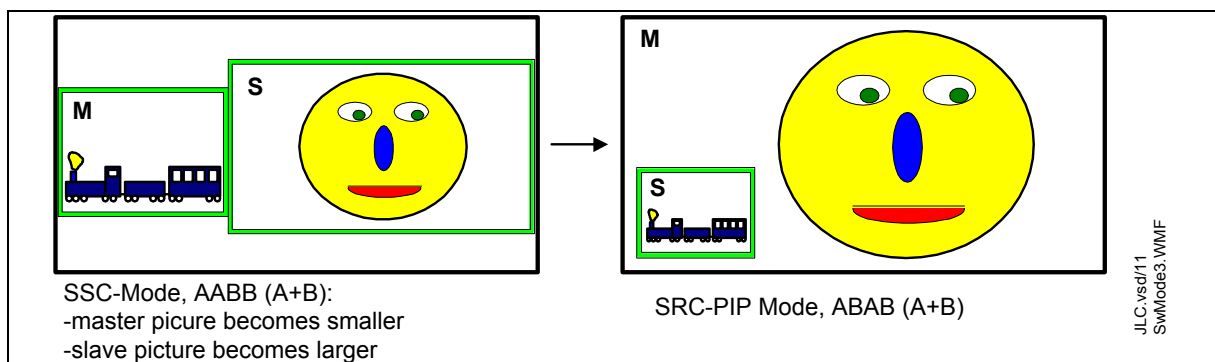 M
S
SSC-Mode, AABB (A+B):
-master picure becomes smaller
-slave picture becomes larger
M
S
SRC-PIP Mode, ABAB (A+B)
JLC.vsd/11
SwMode3.WMF